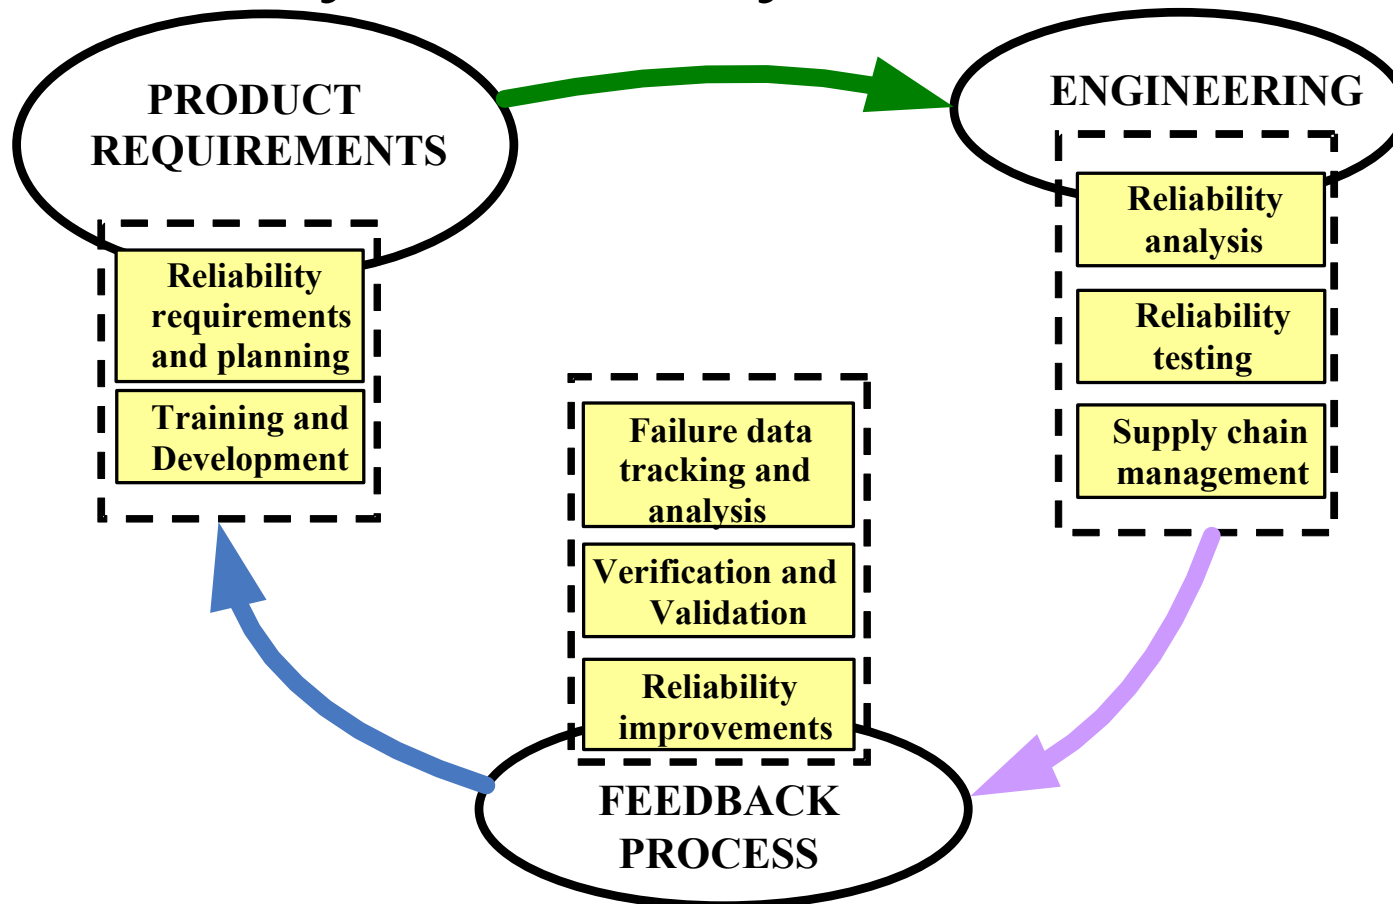 PRODUCT
REQUIREMENTS
Reliability
requirements
and planning
Training and
Development
ENGINEERING
Reliability
analysis
Reliability
testing
Supply chain
management
Failure data
tracking and
analysis
Verification and
Validation
Reliability
improvements
FEEDBACK
PROCESS